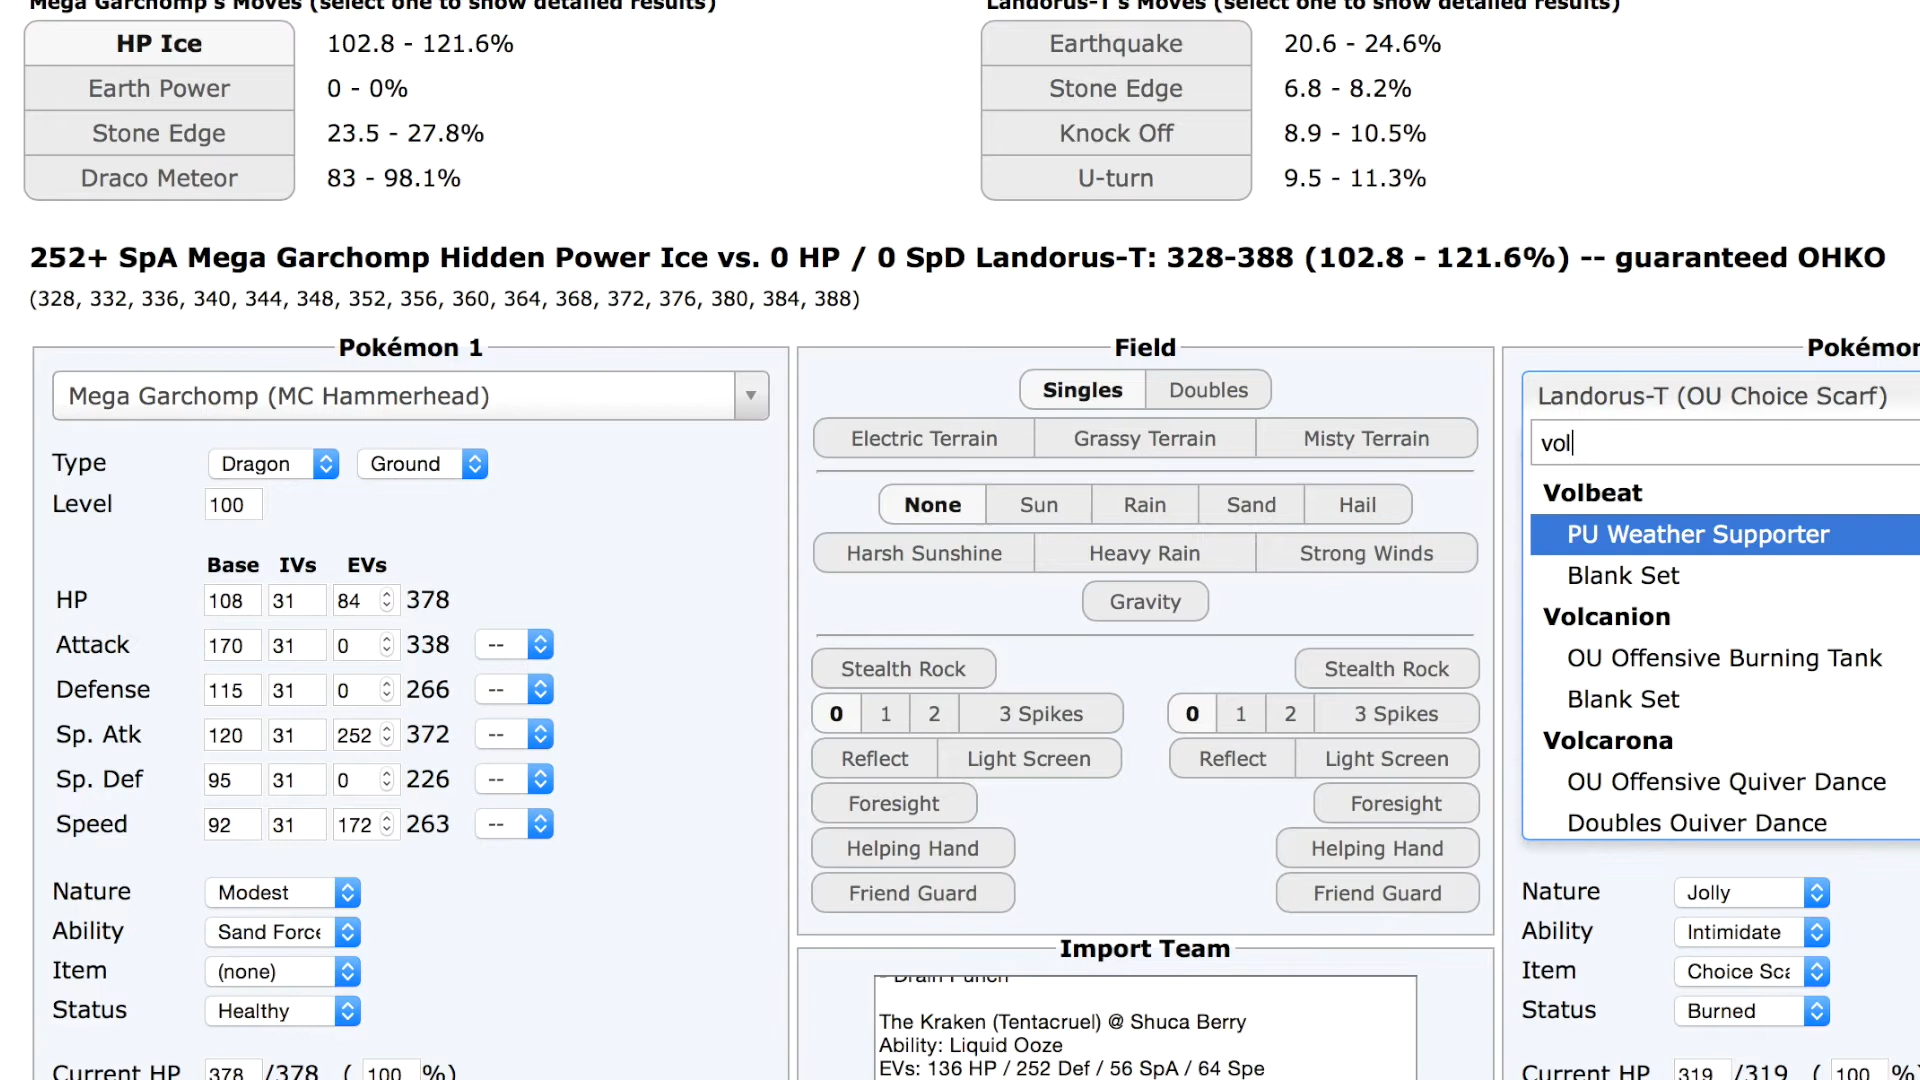 Mega Garchomp's Moves (select one to show detailed results)
Landorus-T's Moves (select one to show detailed results)
HP Ice 102.8 - 121.6%
Earth Power 0 - 0%
Stone Edge 23.5 - 27.8%
Draco Meteor 83 - 98.1%
Earthquake 20.6 - 24.6%
Stone Edge 6.8 - 8.2%
Knock Off 8.9 - 10.5%
U-turn 9.5 - 11.3%
252+ SpA Mega Garchomp Hidden Power Ice vs. 0 HP / 0 SpD Landorus-T: 328-388 (102.8 - 121.6%) -- guaranteed OHKO
(328, 332, 336, 340, 344, 348, 352, 356, 360, 364, 368, 372, 376, 380, 384, 388)
Pokémon 1
Mega Garchomp (MC Hammerhead)
Type Dragon Ground
Level 100
Base IVs EVs
HP 108 31 84 378
Attack 170 31 0 338 --
Defense 115 31 0 266 --
Sp. Atk 120 31 252 372 --
Sp. Def 95 31 0 226 --
Speed 92 31 172 263 --
Nature Modest
Ability Sand Force
Item (none)
Status Healthy
Current HP 378 /378 ( 100 %)
Field
Singles Doubles
Electric Terrain Grassy Terrain Misty Terrain
None Sun Rain Sand Hail
Harsh Sunshine Heavy Rain Strong Winds
Gravity
Stealth Rock Stealth Rock
0 1 2 3 Spikes 0 1 2 3 Spikes
Reflect Light Screen Reflect Light Screen
Foresight Foresight
Helping Hand Helping Hand
Friend Guard Friend Guard
Import Team
- Drain Punch
The Kraken (Tentacruel) @ Shuca Berry
Ability: Liquid Ooze
EVs: 136 HP / 252 Def / 56 SpA / 64 Spe
Pokémon
Landorus-T (OU Choice Scarf)
vol
Volbeat
PU Weather Supporter
Blank Set
Volcanion
OU Offensive Burning Tank
Blank Set
Volcarona
OU Offensive Quiver Dance
Doubles Quiver Dance
Nature Jolly
Ability Intimidate
Item Choice Sca
Status Burned
Current HP 319 /319 ( 100 %)